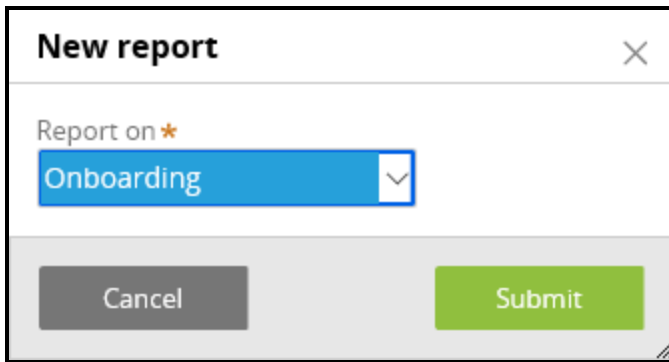 New report
Report on *
Onboarding
Cancel
Submit